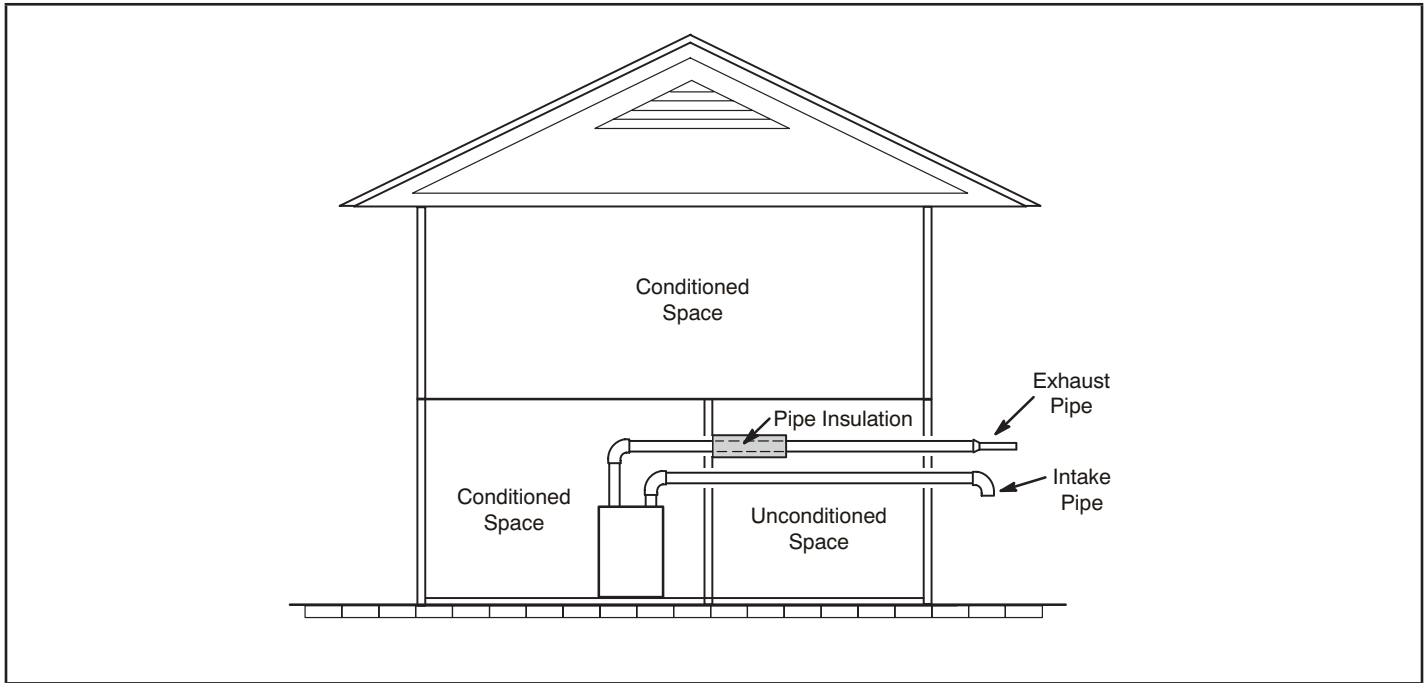 Conditioned
Space
Exhaust
Pipe
Pipe Insulation
Intake
Pipe
Conditioned
Space
Unconditioned
Space